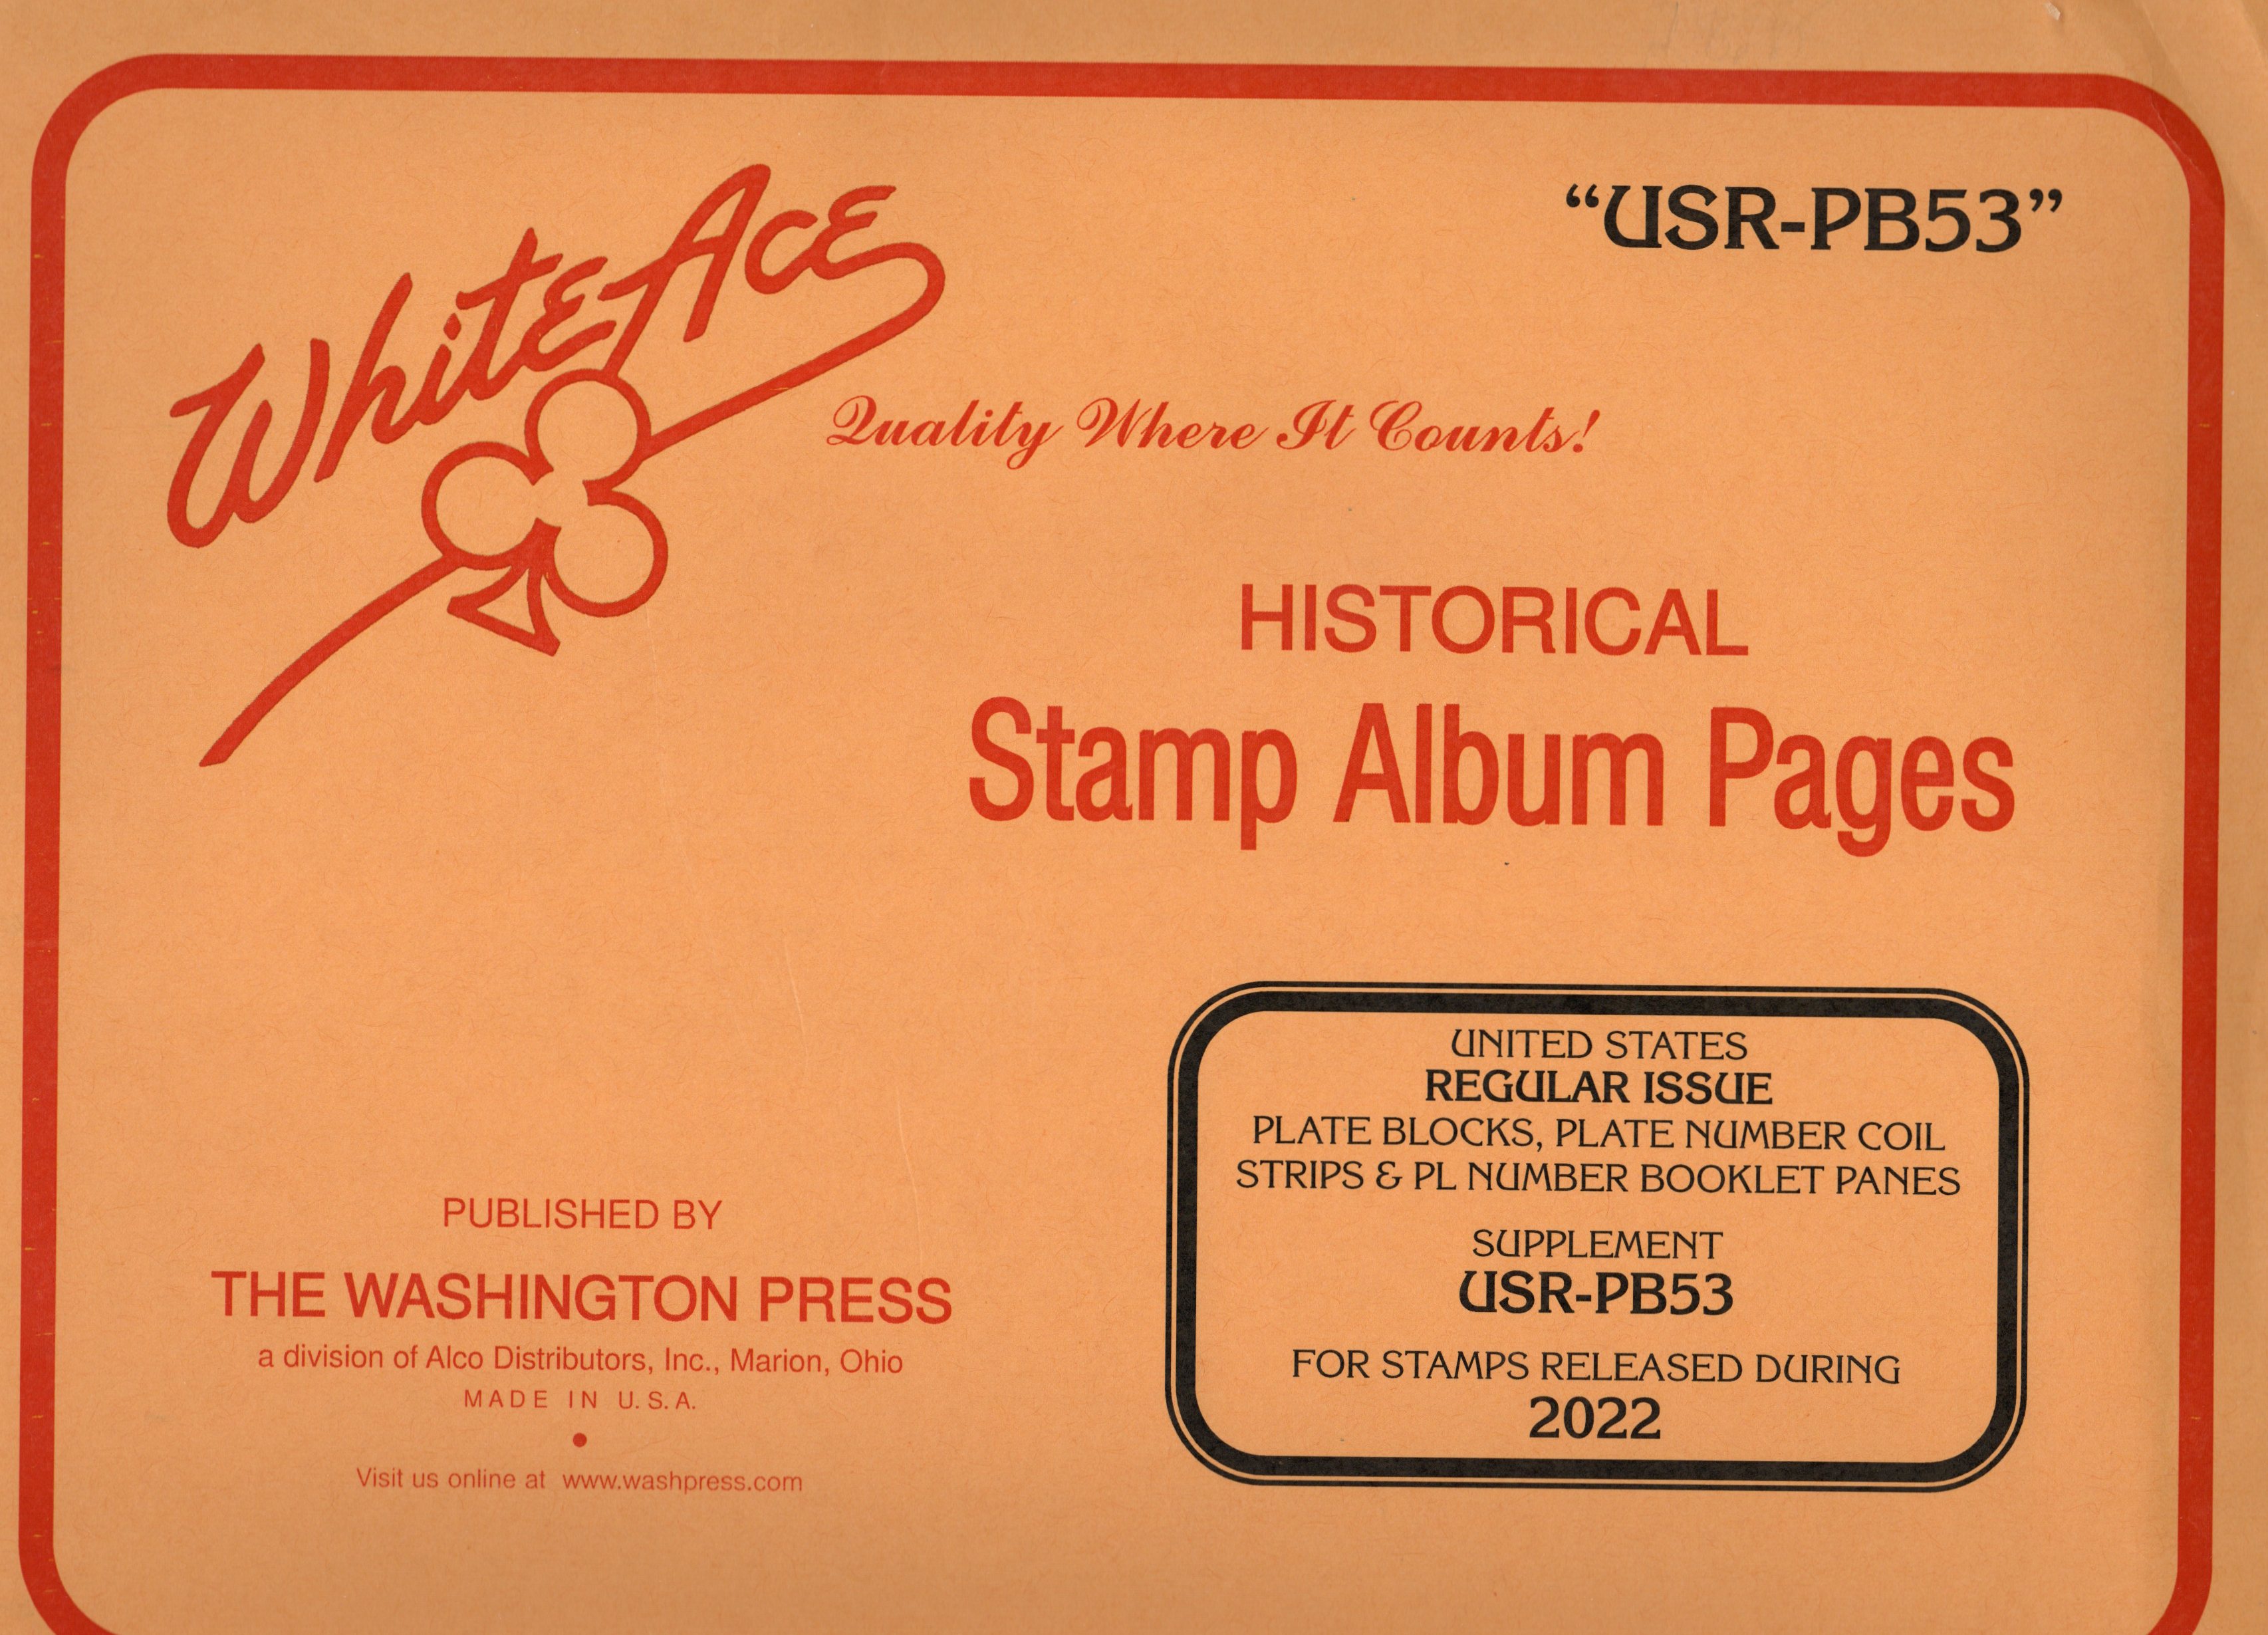 White Ace
“USR-PB53”
Quality Where It Counts!
HISTORICAL
Stamp Album Pages
UNITED STATES
REGULAR ISSUE
PLATE BLOCKS, PLATE NUMBER COIL
STRIPS & PL NUMBER BOOKLET PANES
SUPPLEMENT
USR-PB53
FOR STAMPS RELEASED DURING
2022
PUBLISHED BY
THE WASHINGTON PRESS
a division of Alco Distributors, Inc., Marion, Ohio
MADE IN U.S.A.
Visit us online at www.washpress.com